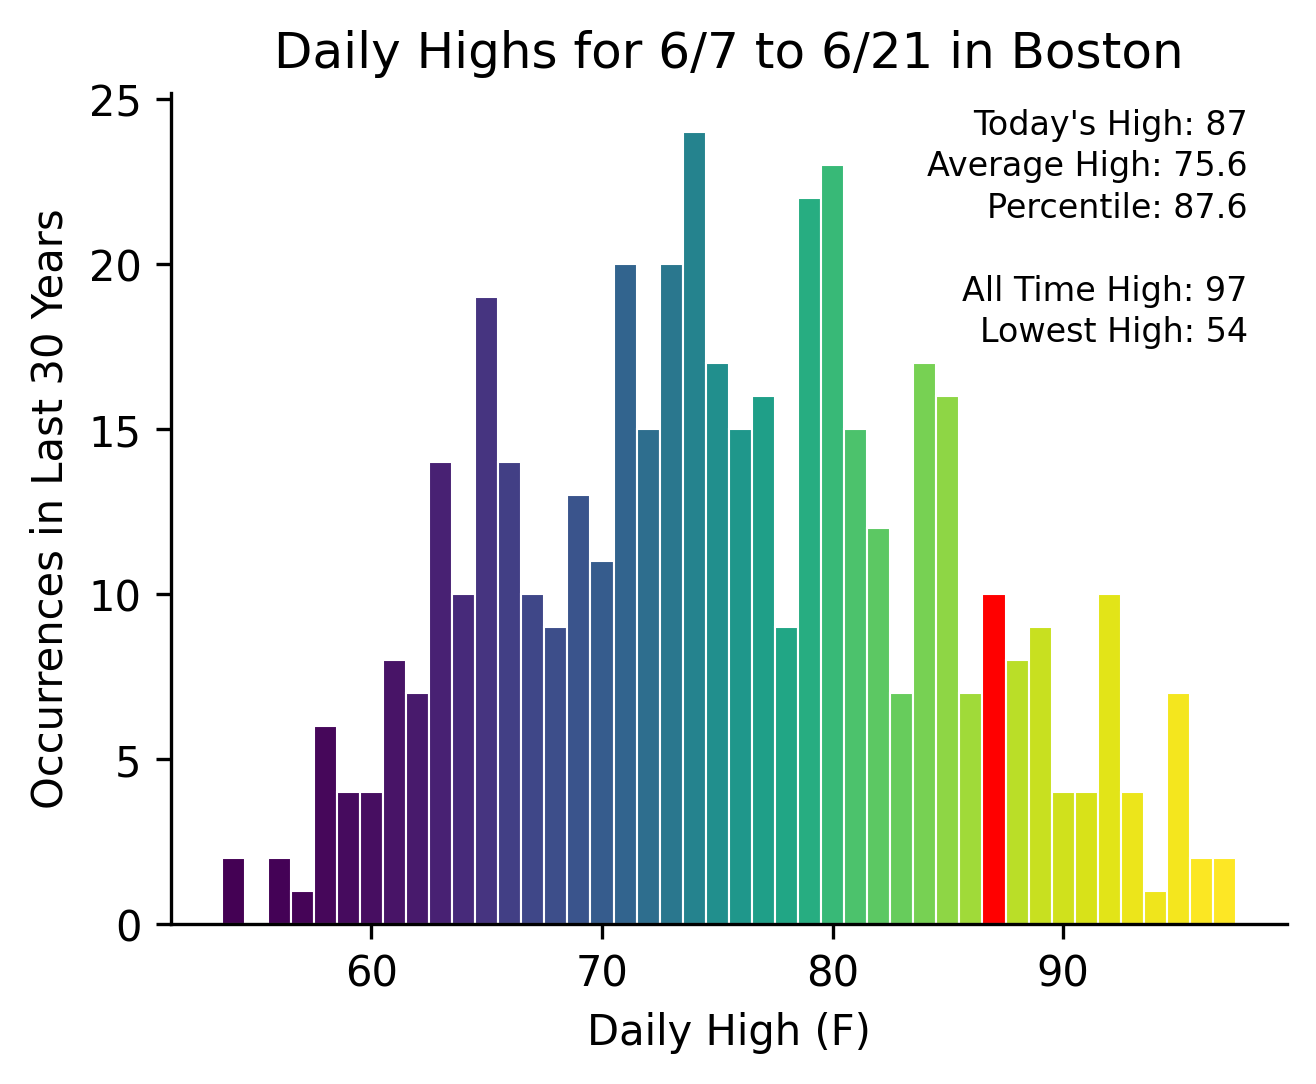 Daily Highs for 6/7 to 6/21 in Boston
Today's High: 87
Average High: 75.6
Percentile: 87.6
All Time High: 97
Lowest High: 54
Occurrences in Last 30 Years
25
20
15
10
5
0
60 70 80 90
Daily High (F)